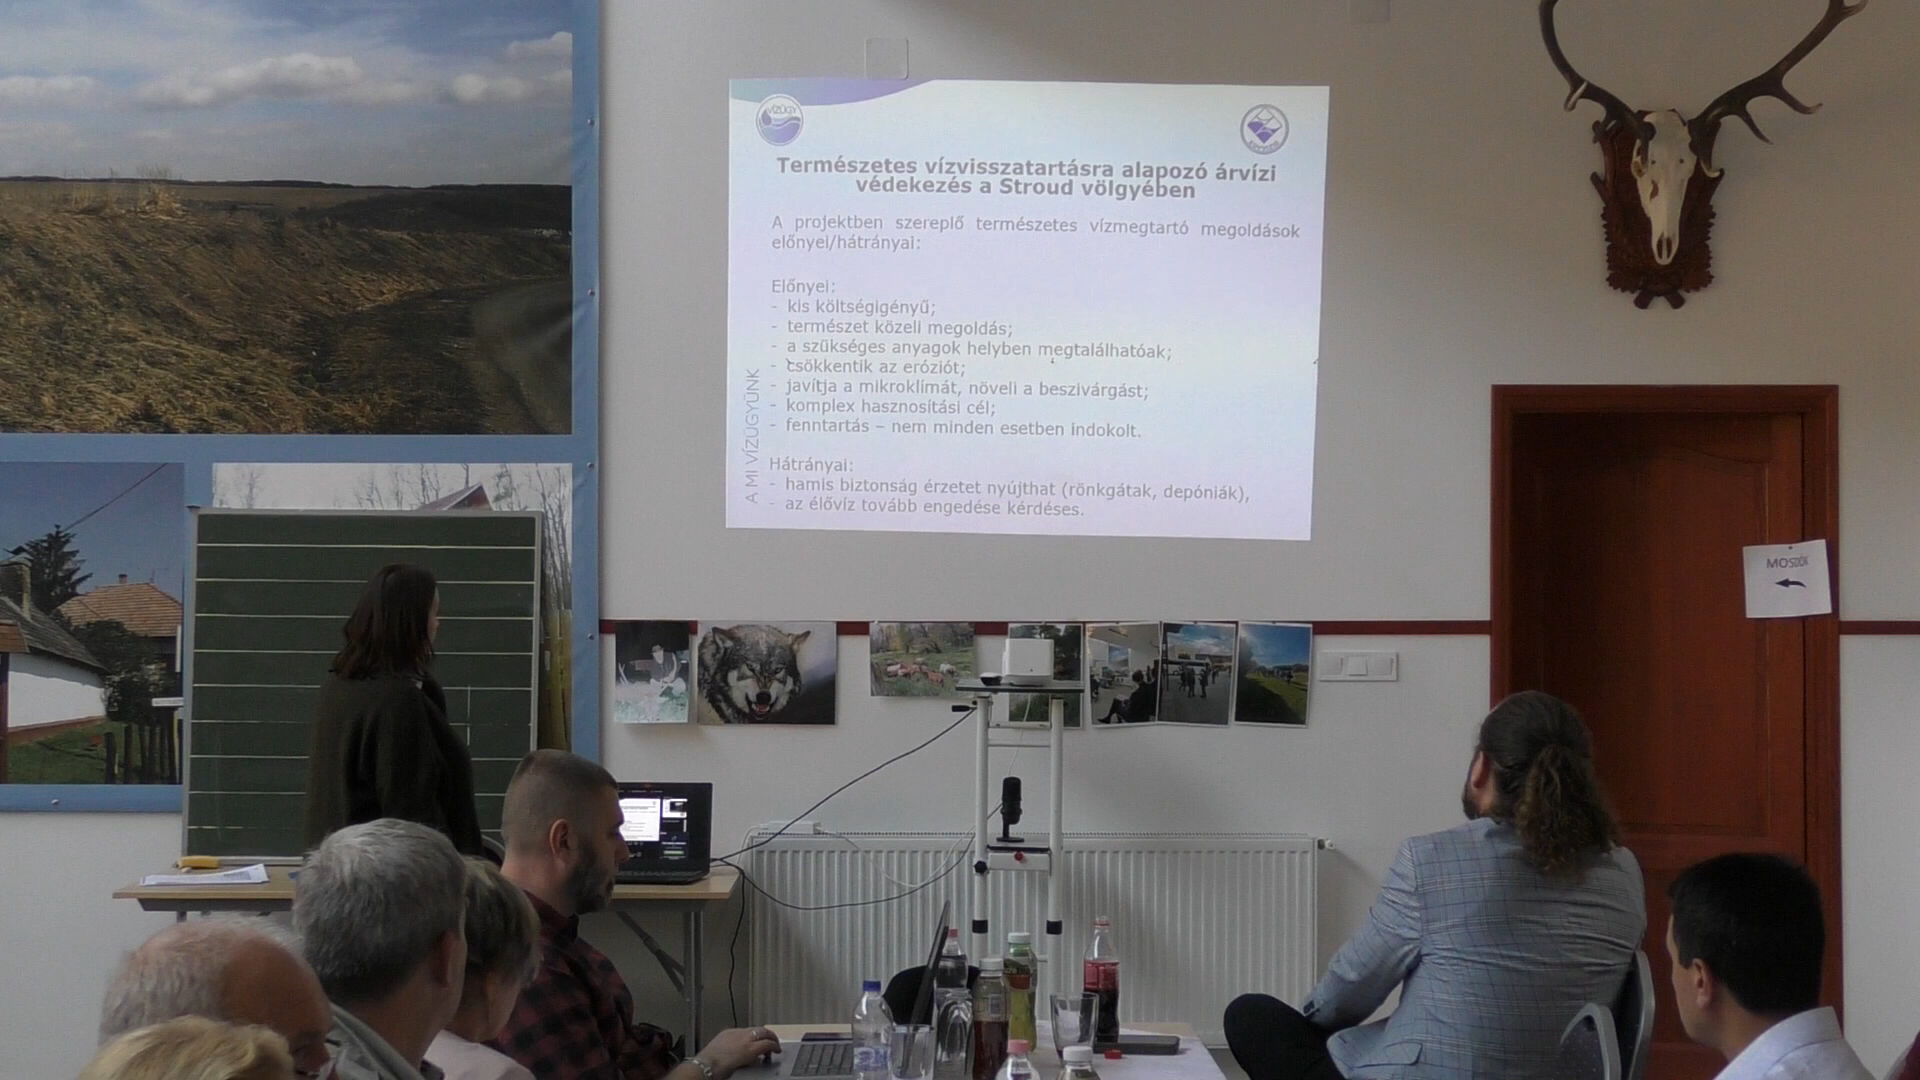 VÍZÜGY
Természetes vízvisszatartásra alapozó árvízi
védekezés a Stroud völgyében
A projektben szereplő természetes vízmegtartó megoldások
előnyei/hátrányai:
Előnyei:
- kis költségigényű;
- természet közeli megoldás;
- a szükséges anyagok helyben megtalálhatóak;
- csökkentik az eróziót;
- javítja a mikroklímát, növeli a beszivárgást;
- komplex hasznosítási cél;
- fenntartás – nem minden esetben indokolt.
Hátrányai:
- hamis biztonság érzetet nyújthat (rönkgátak, depóniák),
- az élővíz tovább engedése kérdéses.
A MI VÍZÜGYÜNK
MOSDÓK